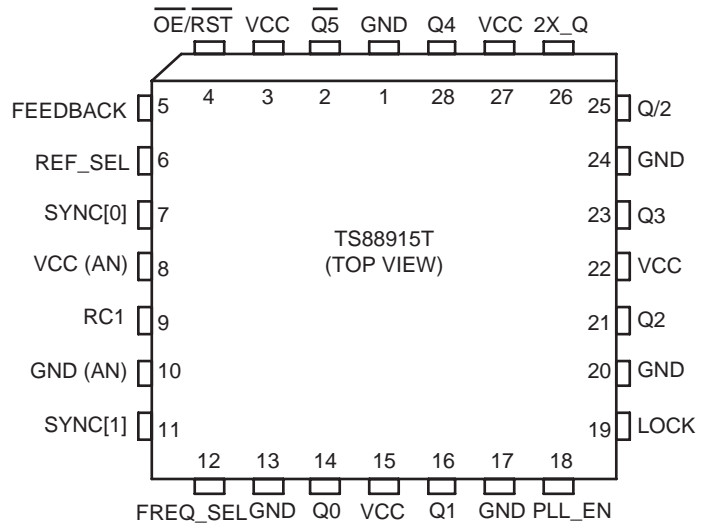 O̅E̅/R̅S̅T̅ VCC Q̅5̅ GND Q4 VCC 2X_Q
4 3 2 1 28 27 26
FEEDBACK 5 25 Q/2
REF_SEL 6 24 GND
SYNC[0] 7 23 Q3
TS88915T
(TOP VIEW)
VCC (AN) 8 22 VCC
RC1 9 21 Q2
GND (AN) 10 20 GND
SYNC[1] 11 19 LOCK
12 13 14 15 16 17 18
FREQ_SEL GND Q0 VCC Q1 GND PLL_EN